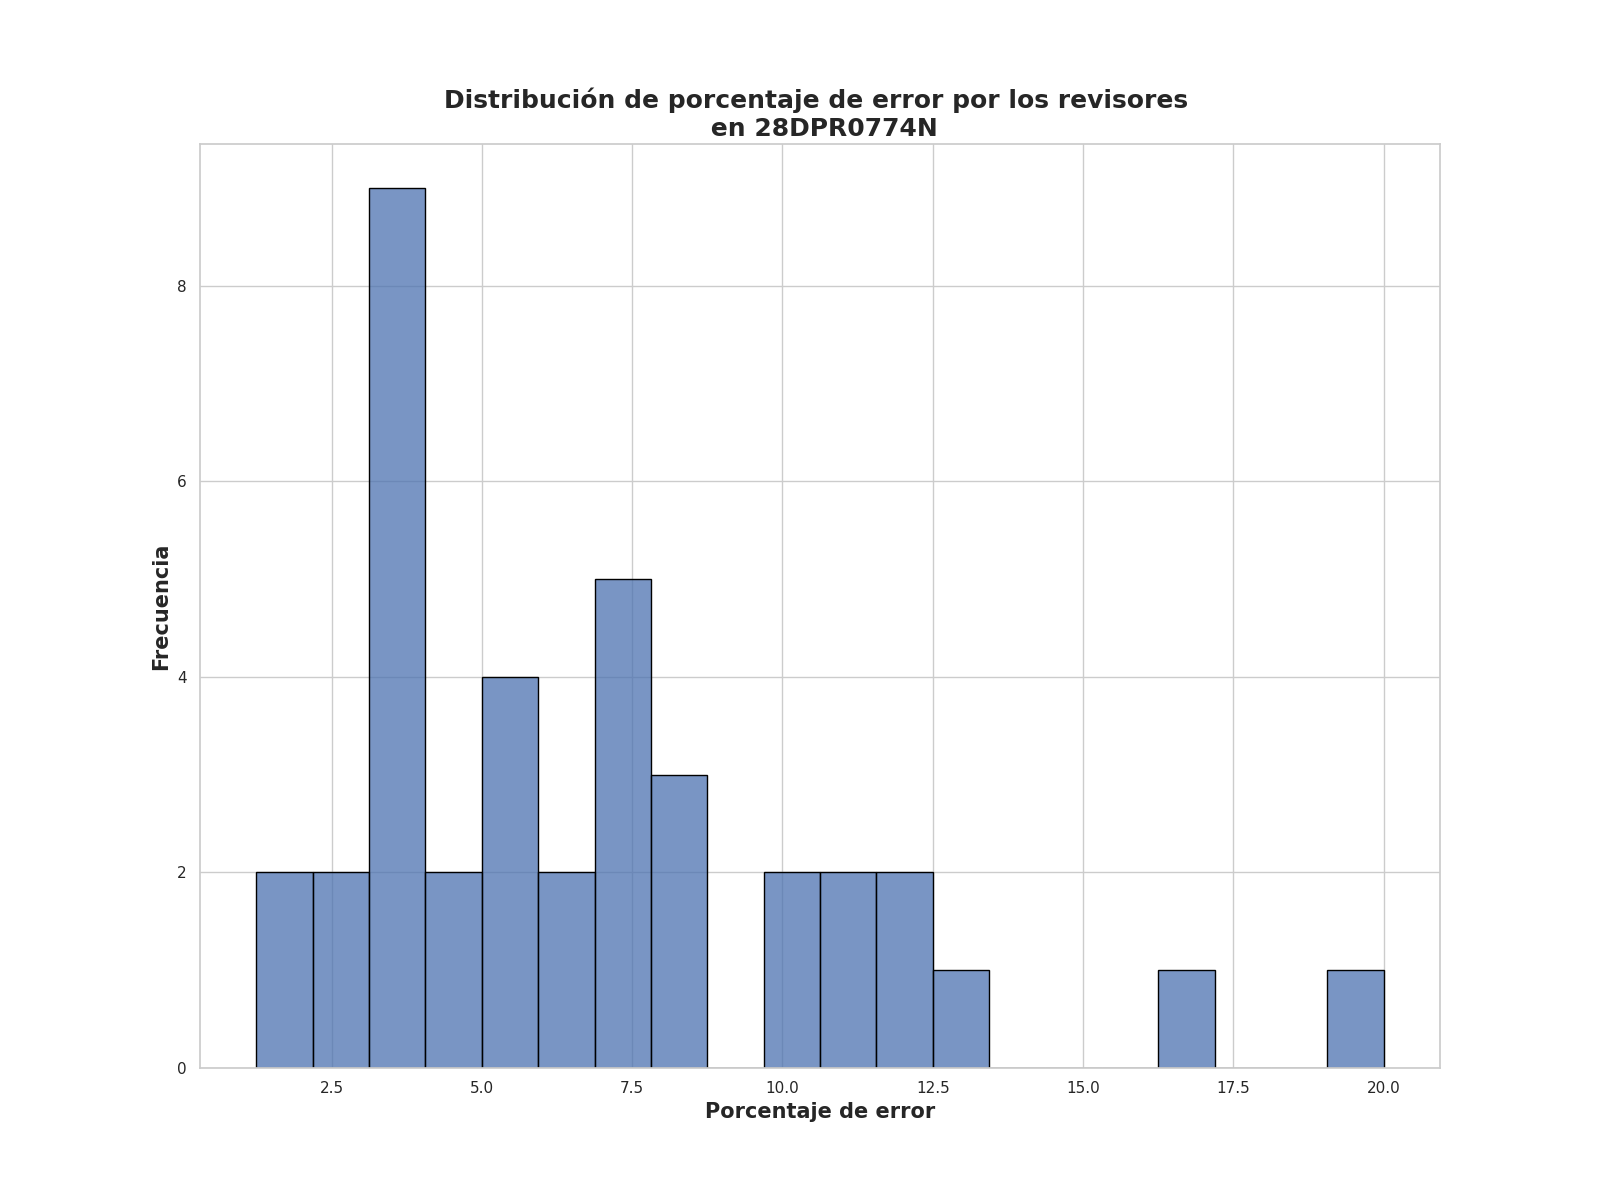 Distribución de porcentaje de error por los revisores
en 28DPR0774N
8
6
4
2
0
Frecuencia
2.5 5.0 7.5 10.0 12.5 15.0 17.5 20.0
Porcentaje de error